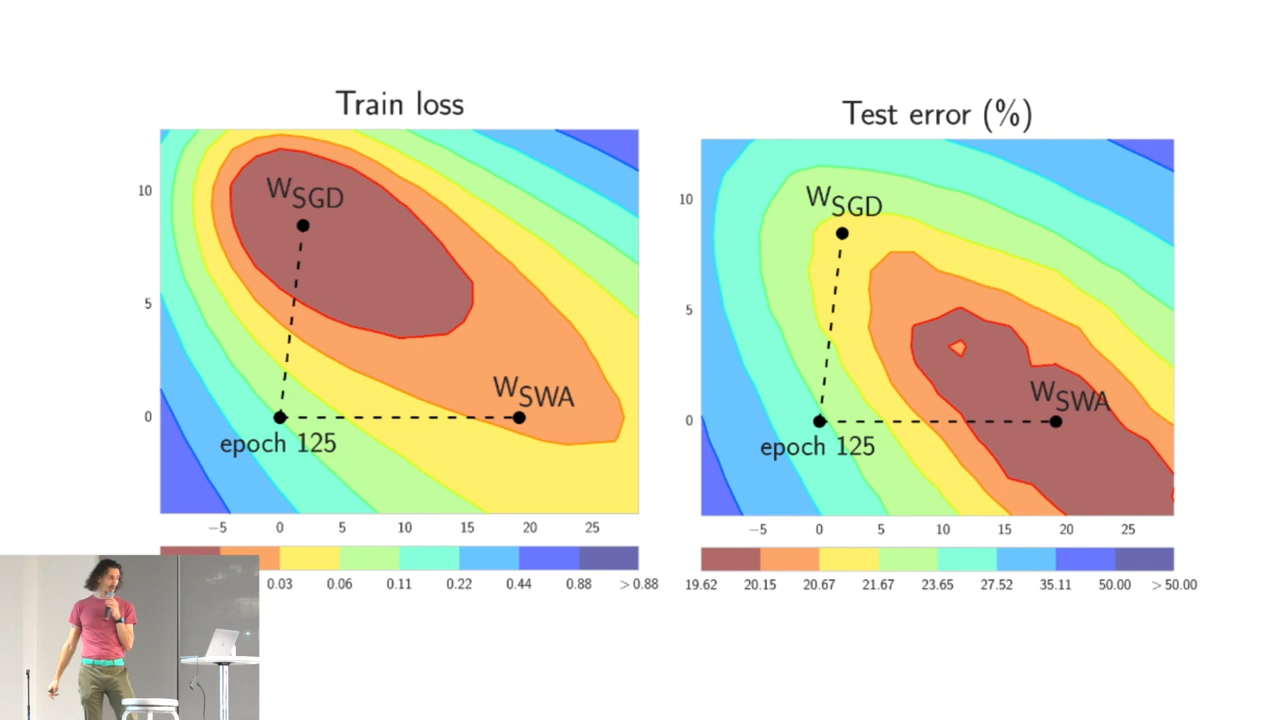 Train loss
Test error (%)
W_SGD
W_SGD
W_SWA
W_SWA
epoch 125
epoch 125
10
5
0
10
5
0
−5 0 5 10 15 20 25
−5 0 5 10 15 20 25
0.03 0.06 0.11 0.22 0.44 0.88 > 0.88
19.62 20.15 20.67 21.67 23.65 27.52 35.11 50.00 > 50.00